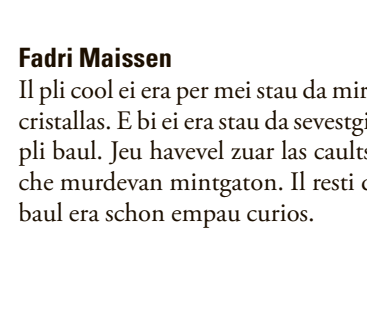 Fadri Maissen
Il pli cool ei era per mei stau da mir
cristallas. E bi ei era stau da sevestgi
pli baul. Jeu havevel zuar las caults
che murdevan mintgaton. Il resti
baul era schon empau curios.